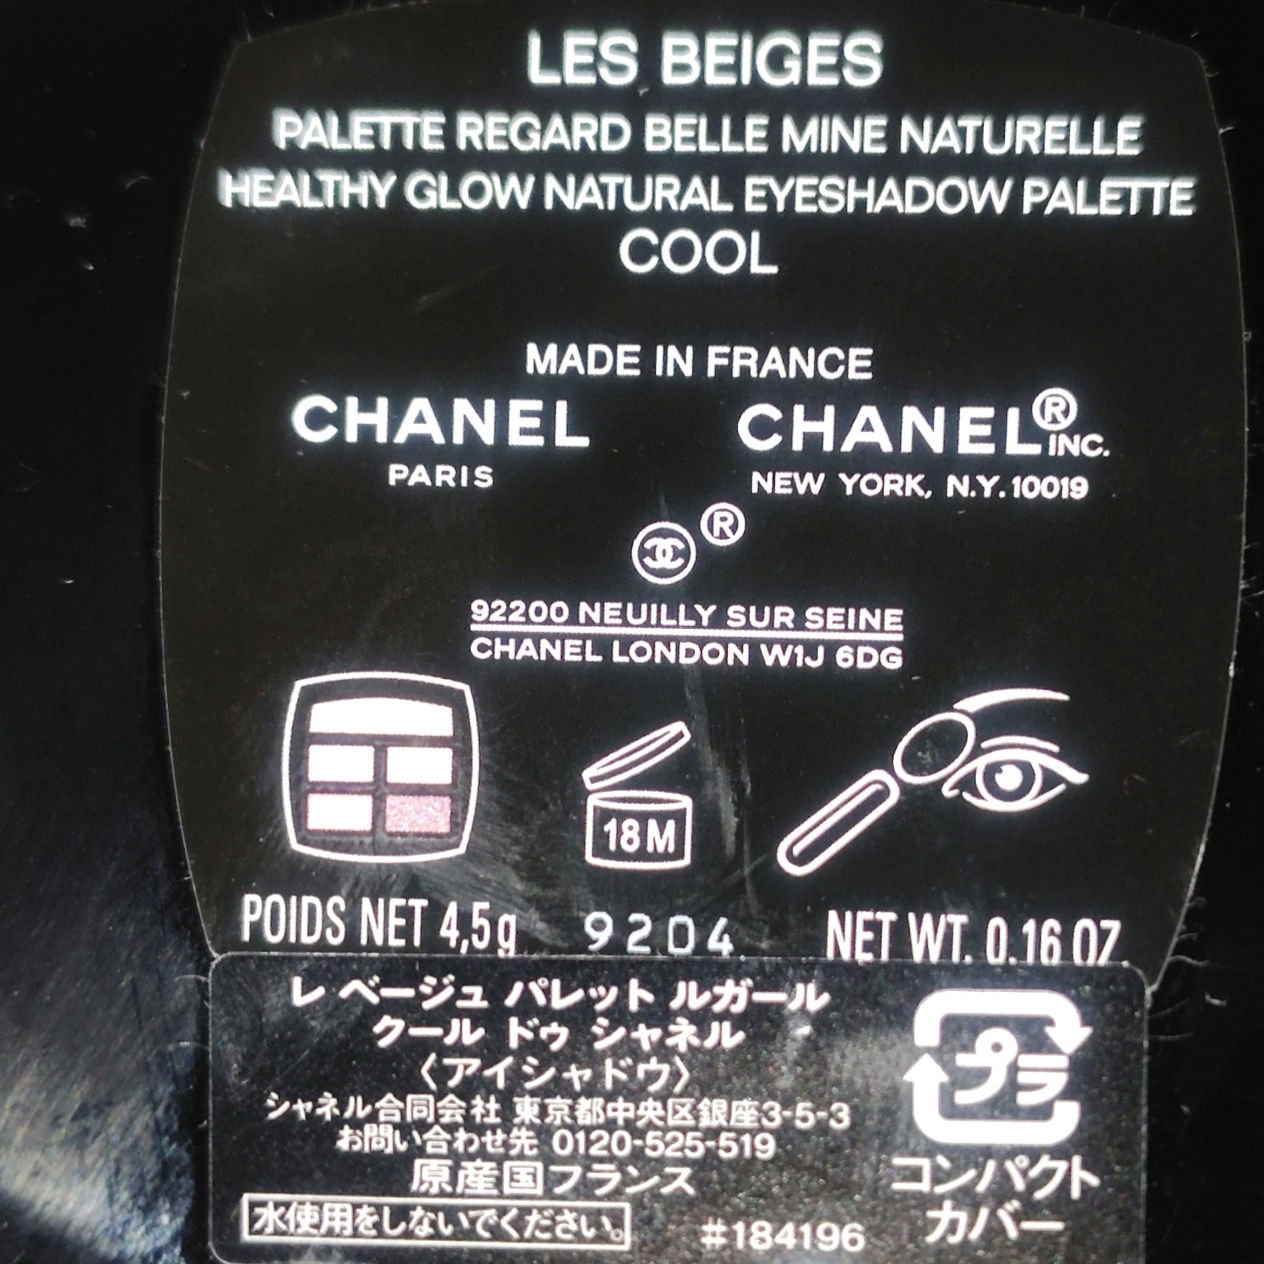 LES BEIGES
PALETTE REGARD BELLE MINE NATURELLE
HEALTHY GLOW NATURAL EYESHADOW PALETTE
COOL
MADE IN FRANCE
CHANEL
PARIS
CHANEL® INC.
NEW YORK, N.Y. 10019
®
92200 NEUILLY SUR SEINE
CHANEL LONDON W1J 6DG
18 M
POIDS NET 4,5g 9204 NET WT. 0.16 OZ.
レ ベージュ パレット ルガール
クール ドゥ シャネル
〈アイシャドウ〉
シャネル合同会社 東京都中央区銀座3-5-3
お問い合わせ先 0120-525-519
原産国フランス
水使用をしないでください。
#184196
プラ
コンパクト
カバー